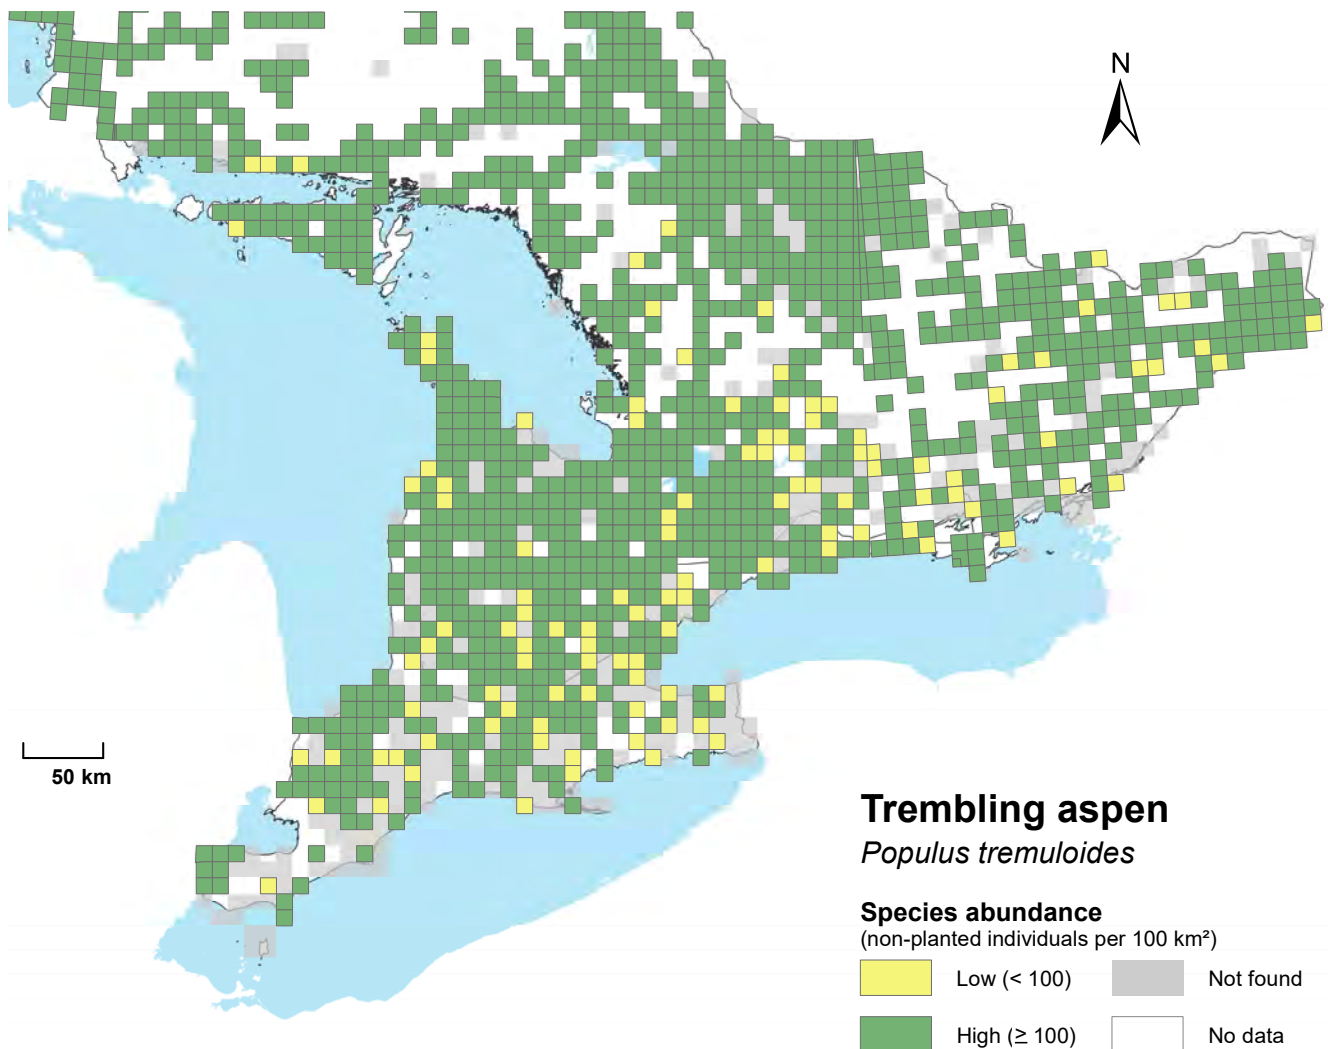 N
50 km
Trembling aspen
Populus tremuloides
Species abundance
(non-planted individuals per 100 km²)
Low (< 100)
Not found
High (≥ 100)
No data